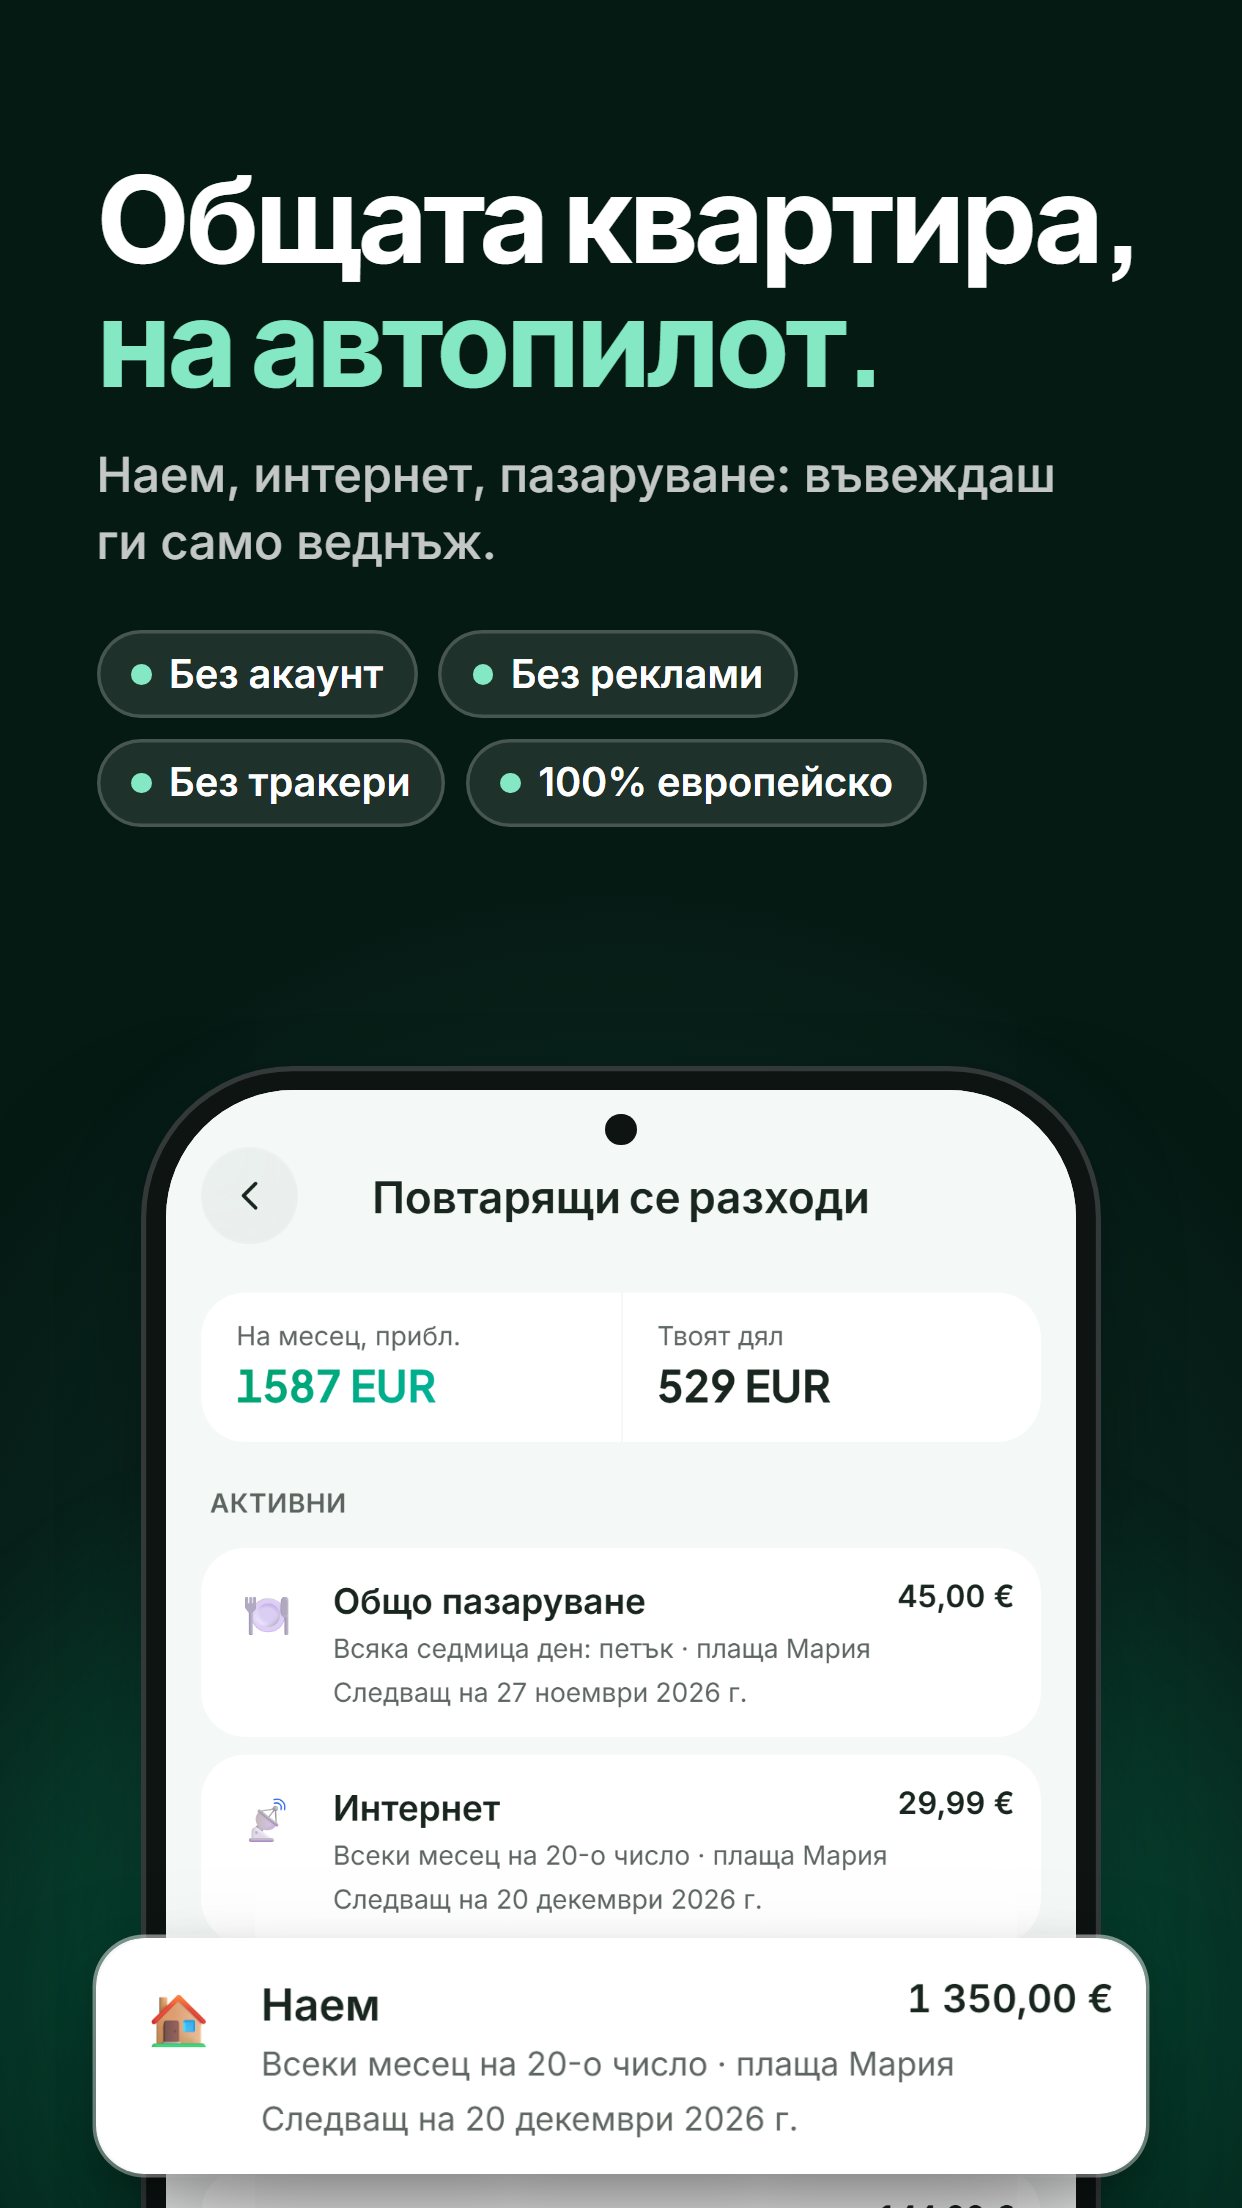 Общата квартира,
на автопилот.
Наем, интернет, пазаруване: въвеждаш
ги само веднъж.
Без акаунт
Без реклами
Без тракери
100% европейско
Повтарящи се разходи
На месец, прибл.
Твоят дял
1587 EUR
529 EUR
АКТИВНИ
Общо пазаруване
45,00 €
Всяка седмица ден: петък · плаща Мария
Следващ на 27 ноември 2026 г.
Интернет
29,99 €
Всеки месец на 20-о число · плаща Мария
Следващ на 20 декември 2026 г.
Наем
1 350,00 €
Всеки месец на 20-о число · плаща Мария
Следващ на 20 декември 2026 г.